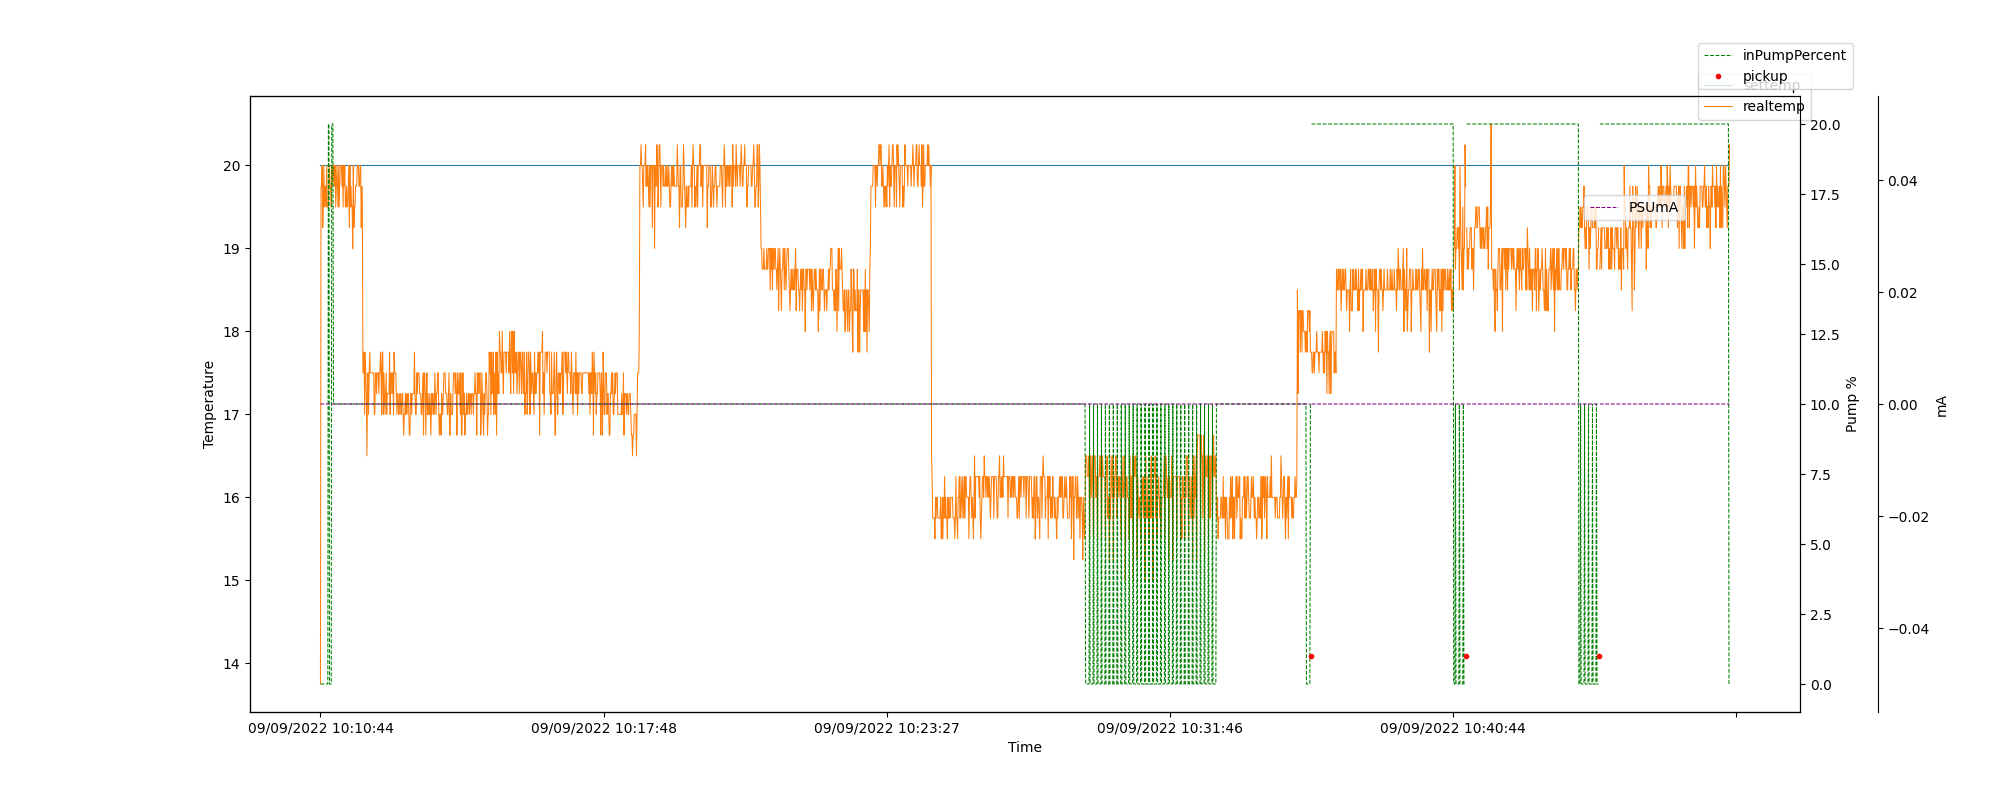 inPumpPercent
pickup
settemp
realtemp
PSUmA
20
19
18
17
16
15
14
Temperature
20.0
17.5
15.0
12.5
10.0
7.5
5.0
2.5
0.0
Pump %
0.04
0.02
0.00
−0.02
−0.04
mA
09/09/2022 10:10:44
09/09/2022 10:17:48
09/09/2022 10:23:27
09/09/2022 10:31:46
09/09/2022 10:40:44
Time